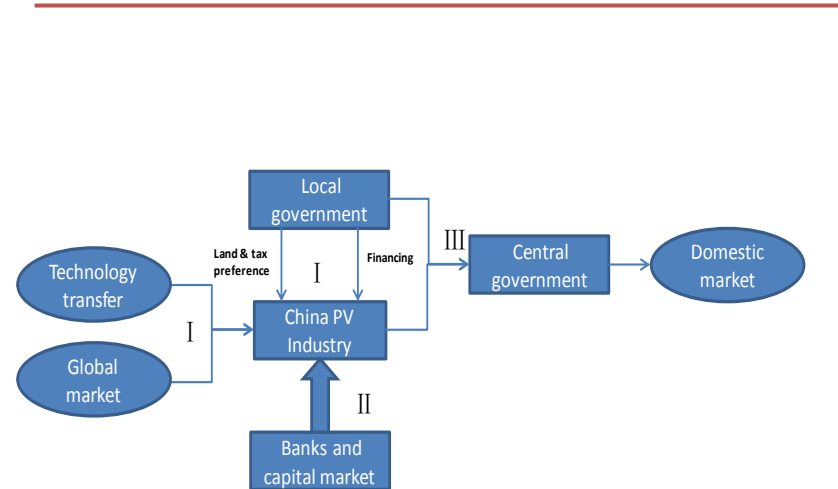 Local
government
Technology
transfer
Land & tax
preference
I
Financing
III
Central
government
Domestic
market
I
China PV
Industry
Global
market
II
Banks and
capital market